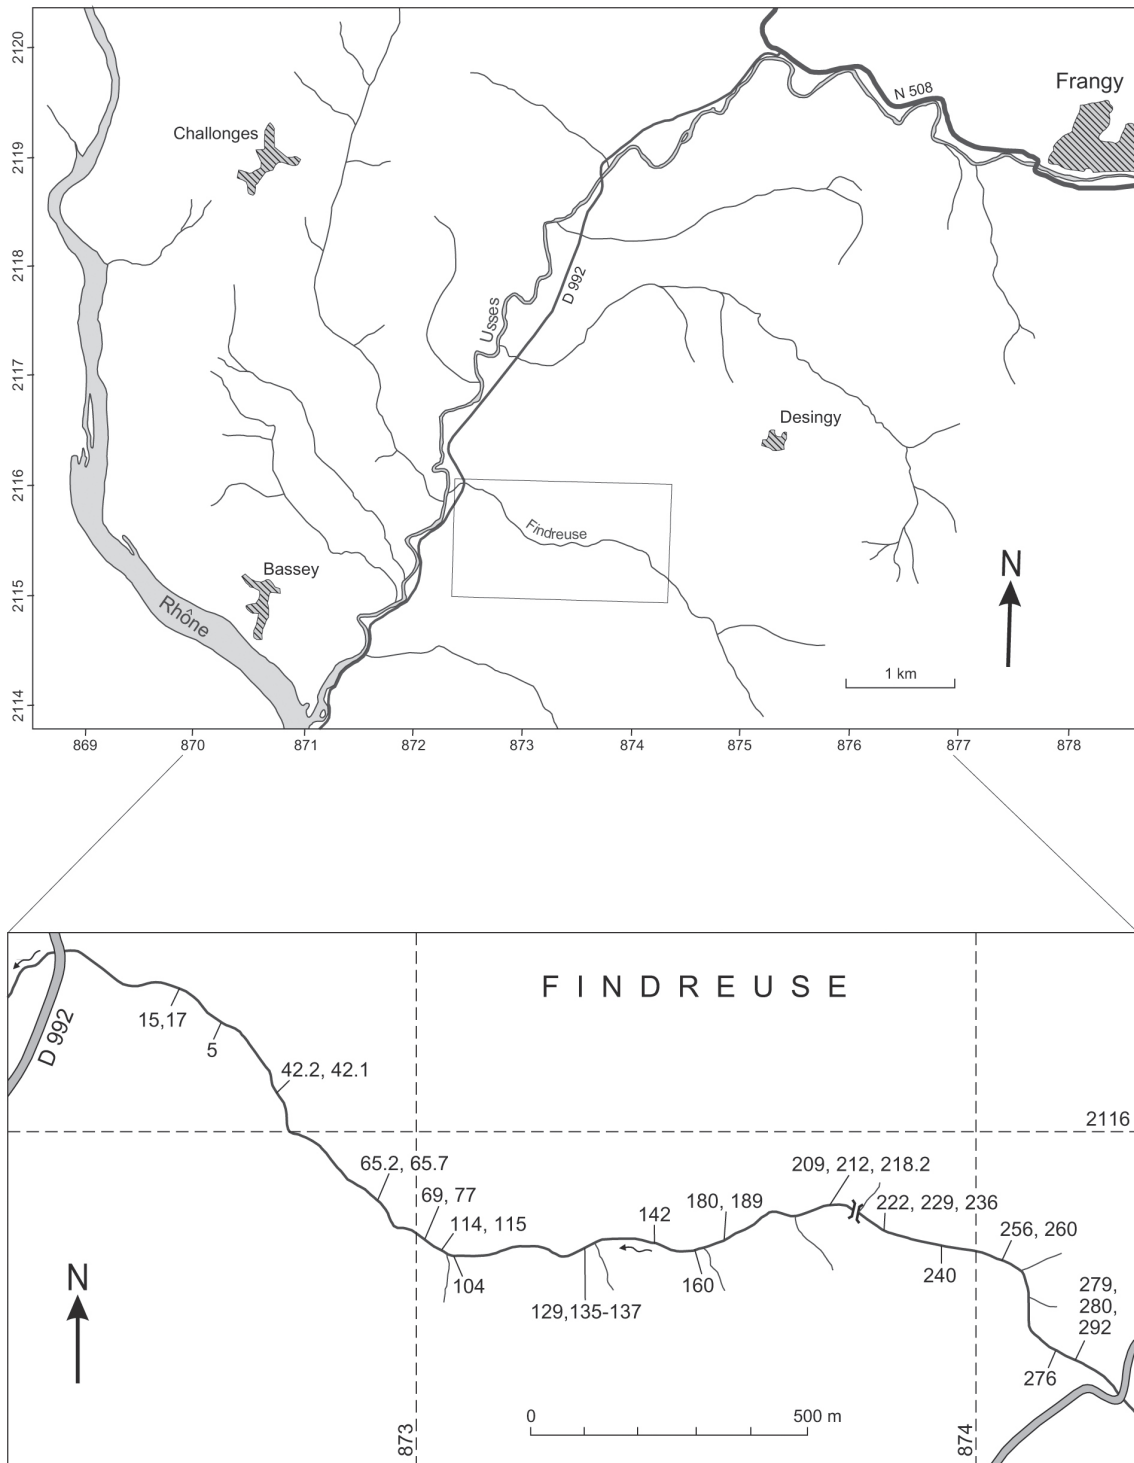 2120
2119
2118
2117
2116
2115
2114
Frangy
N 508
Challonges
D 992
Usses
Desingy
Findreuse
Bassey
Rhône
N
1 km
869
870
871
872
873
874
875
876
877
878
FINDREUSE
D 992
15,17
5
42.2, 42.1
2116
65.2, 65.7
209, 212, 218.2
69, 77
180, 189
222, 229, 236
142
114, 115
256, 260
N
104
160
240
279,
280,
292
129,135-137
276
0
500 m
873
874